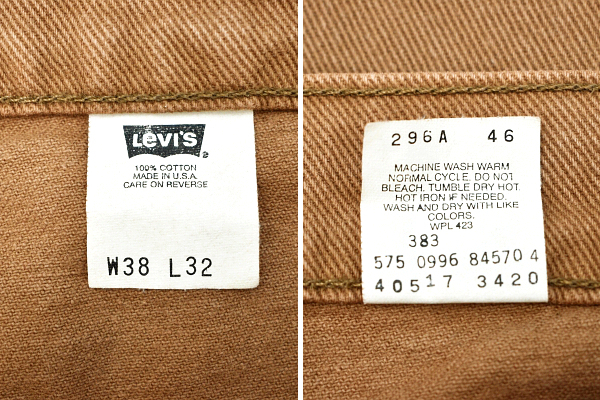 LEVI'S
100% COTTON
MADE IN U.S.A.
CARE ON REVERSE
W38 L32
296A 46
MACHINE WASH WARM
NORMAL CYCLE. DO NOT
BLEACH. TUMBLE DRY HOT.
HOT IRON IF NEEDED.
WASH AND DRY WITH LIKE
COLORS.
WPL 423
383
575 0996 84570 4
40517 3420